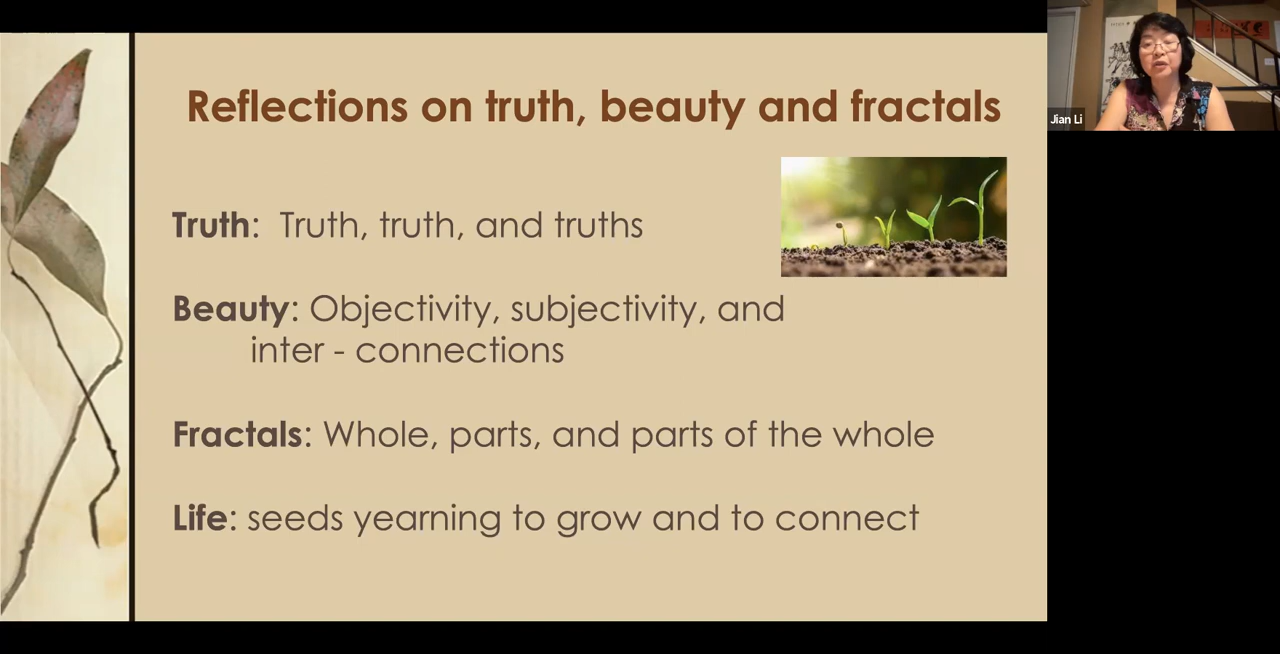 Reflections on truth, beauty and fractals
Truth:  Truth, truth, and truths
Beauty: Objectivity, subjectivity, and
inter - connections
Fractals: Whole, parts, and parts of the whole
Life: seeds yearning to grow and to connect
Jian Li